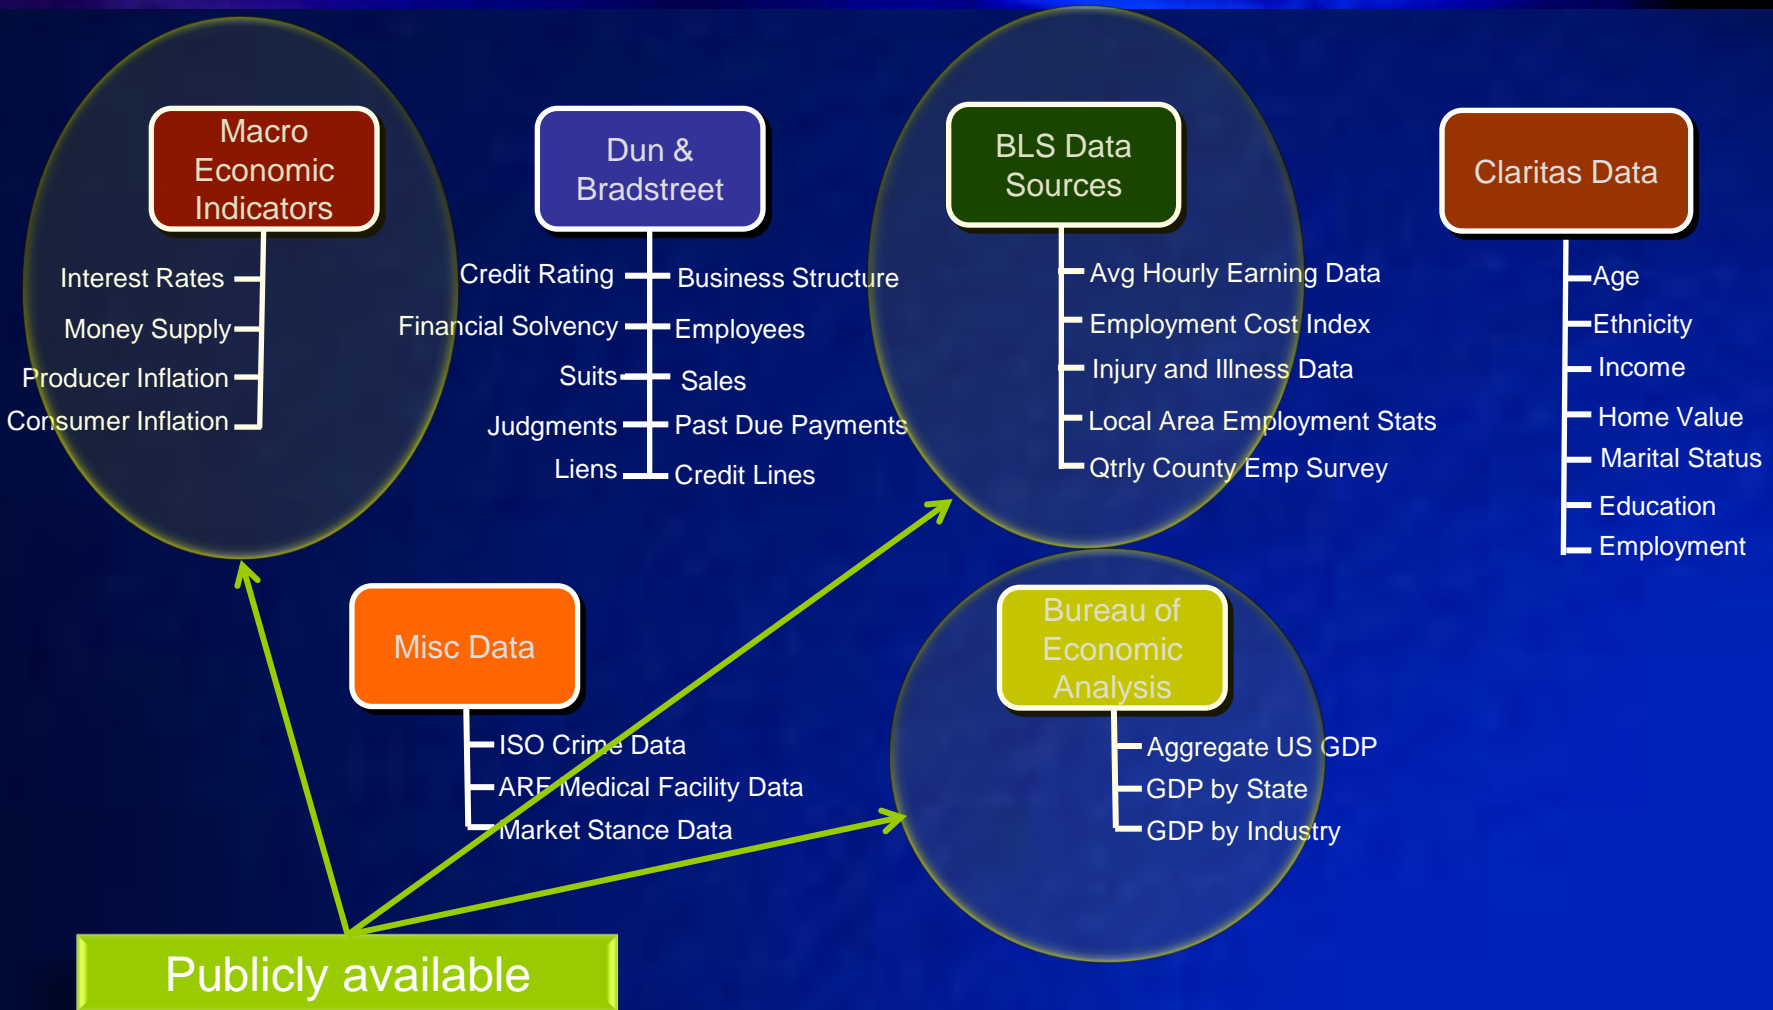 Macro
Economic
Indicators
Interest Rates
Money Supply
Producer Inflation
Consumer Inflation
Dun &
Bradstreet
Credit Rating
Financial Solvency
Suits
Judgments
Liens
Business Structure
Employees
Sales
Past Due Payments
Credit Lines
BLS Data
Sources
Avg Hourly Earning Data
Employment Cost Index
Injury and Illness Data
Local Area Employment Stats
Qtrly County Emp Survey
Claritas Data
Age
Ethnicity
Income
Home Value
Marital Status
Education
Employment
Misc Data
ISO Crime Data
ARF Medical Facility Data
Market Stance Data
Bureau of
Economic
Analysis
Aggregate US GDP
GDP by State
GDP by Industry
Publicly available